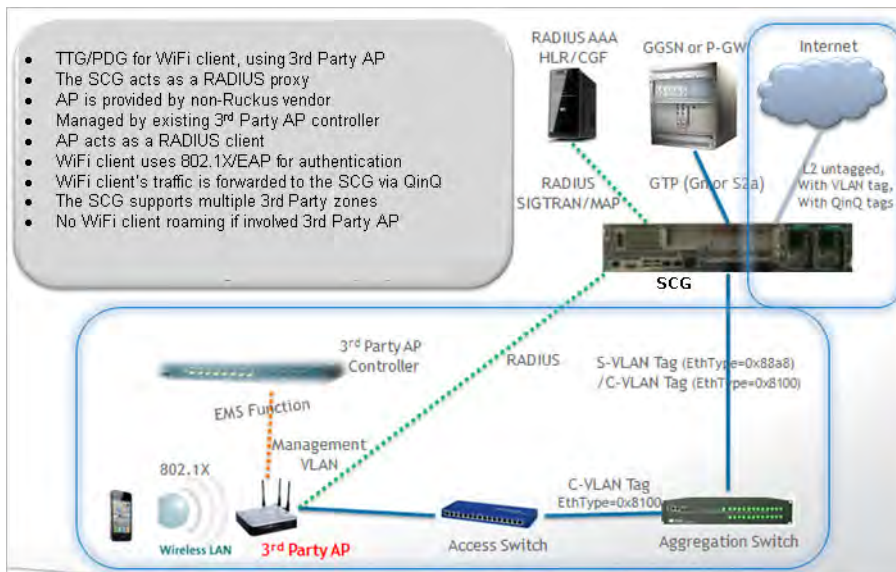 TTG/PDG for WiFi client, using 3rd Party AP
The SCG acts as a RADIUS proxy
AP is provided by non-Ruckus vendor
Managed by existing 3rd Party AP controller
AP acts as a RADIUS client
WiFi client uses 802.1X/EAP for authentication
WiFi client's traffic is forwarded to the SCG via QinQ
The SCG supports multiple 3rd Party zones
No WiFi client roaming if involved 3rd Party AP
RADIUS AAA
HLR/CGF
GGSN or P-GW
Internet
RADIUS
SIGTRAN/MAP
GTP (Gn or S2a)
L2 untagged,
With VLAN tag,
With QinQ tags
SCG
3rd Party AP
Controller
RADIUS
S-VLAN Tag (EthType=0x88a8)
/C-VLAN Tag (EthType=0x8100)
EMS Function
Management
VLAN
802.1X
C-VLAN Tag
EthType=0x8100
Wireless LAN
3rd Party AP
Access Switch
Aggregation Switch